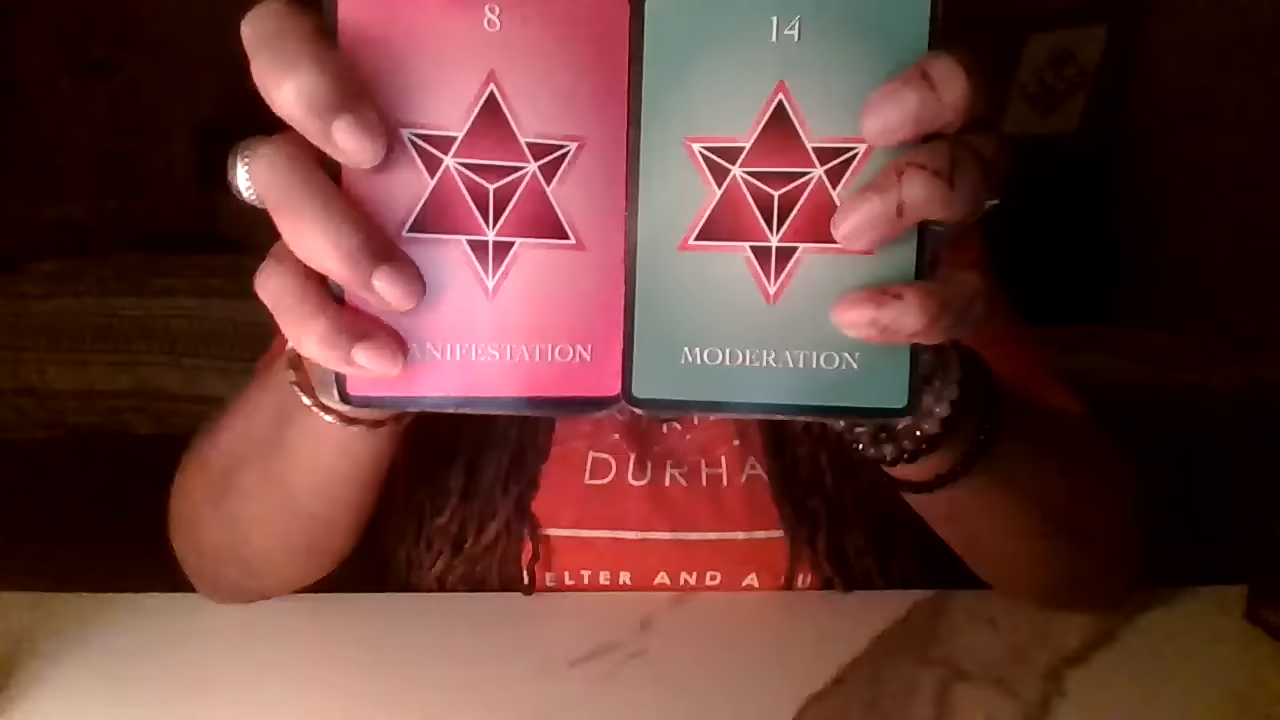 8
14
ANIFESTATION
MODERATION
DURHA
ELTER AND A